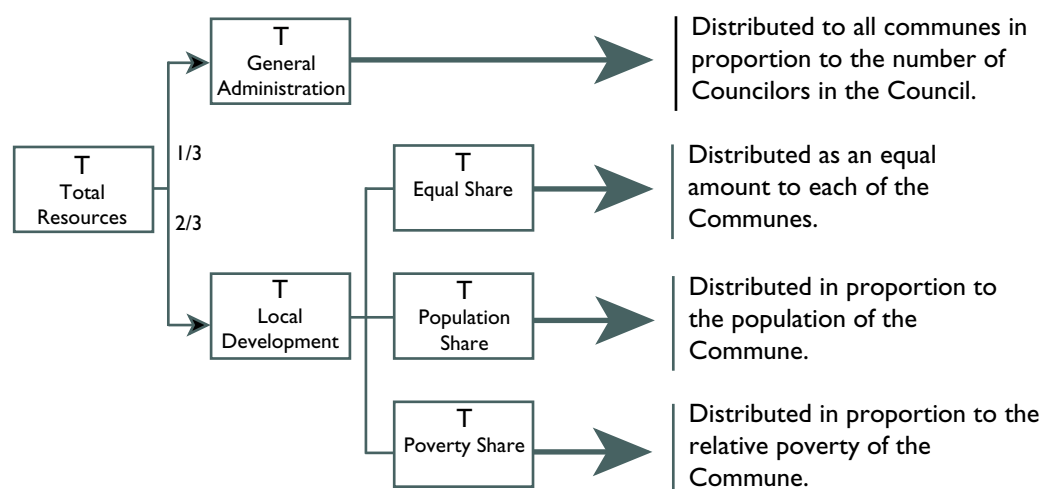 T
General
Administration
Distributed to all communes in
proportion to the number of
Councilors in the Council.
1/3
T
Total
Resources
2/3
T
Equal Share
Distributed as an equal
amount to each of the
Communes.
T
Local
Development
T
Population
Share
Distributed in proportion to
the population of the
Commune.
T
Poverty Share
Distributed in proportion to the
relative poverty of the
Commune.